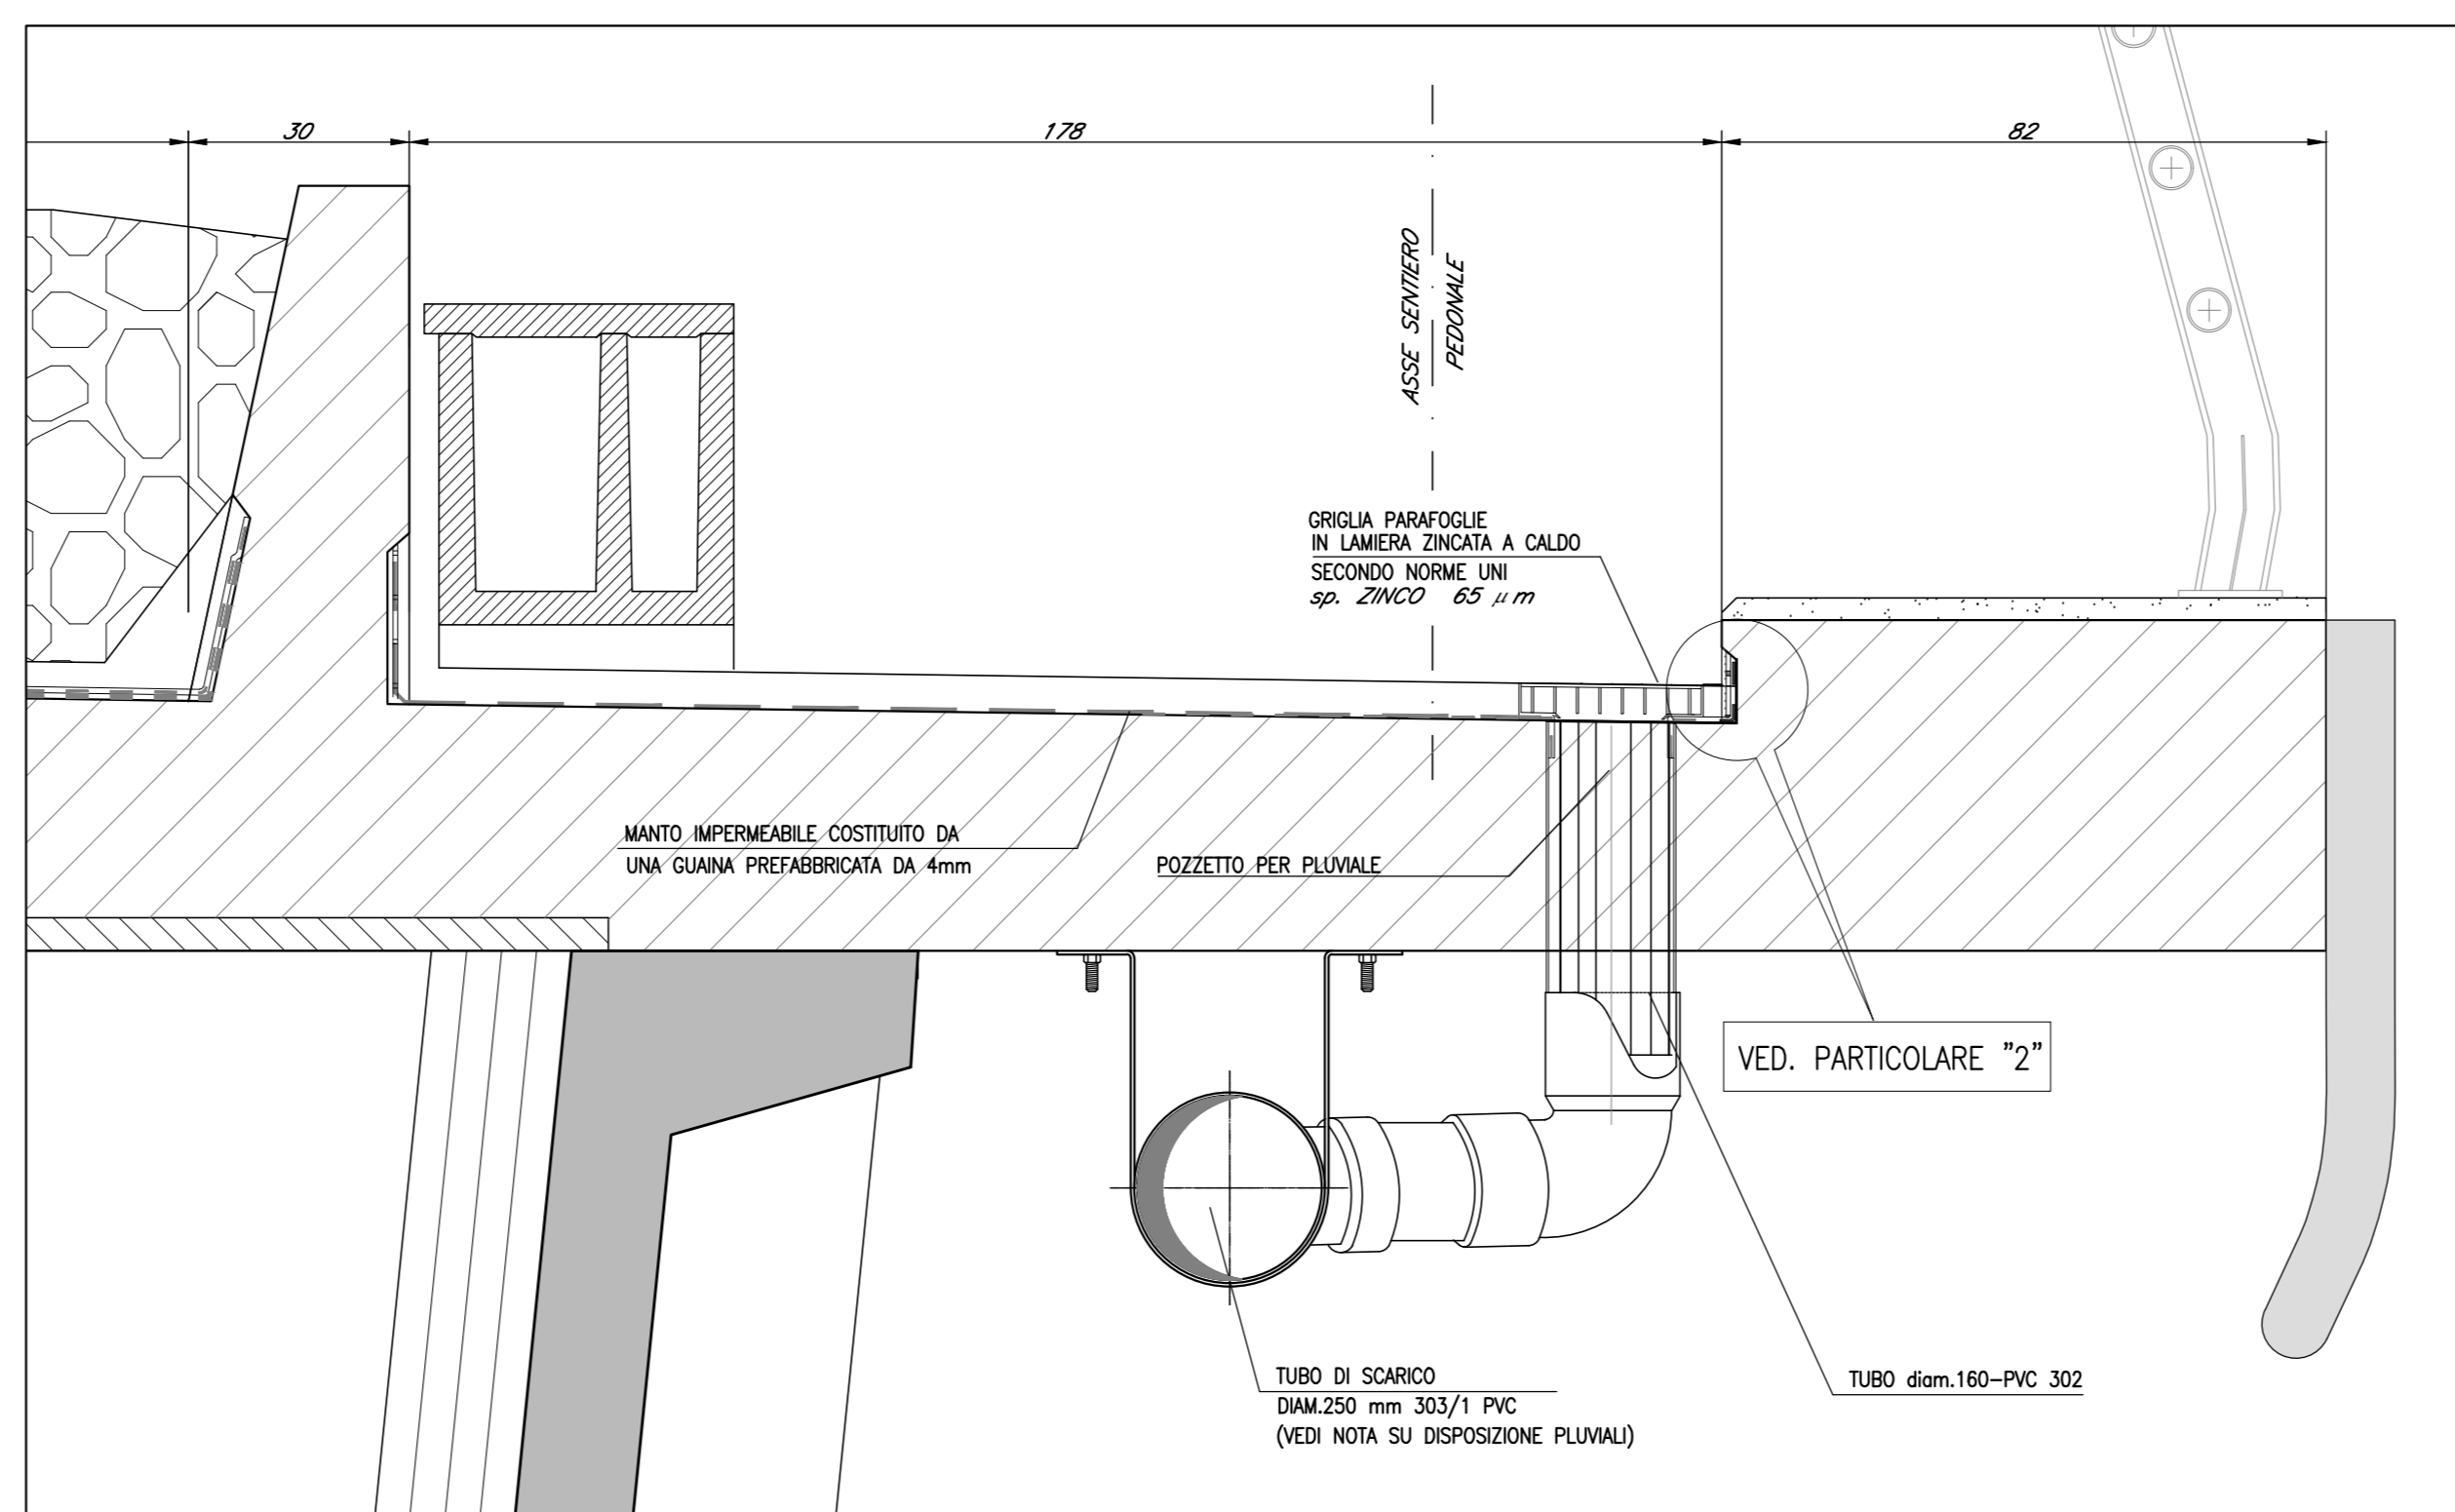 30
178
82
ASSE SENTIERO
PEDONALE
GRIGLIA PARAFOGLIE
IN LAMIERA ZINCATA A CALDO
SECONDO NORME UNI
sp. ZINCO 65 μm
MANTO IMPERMEABILE COSTITUITO DA
UNA GUAINA PREFABBRICATA DA 4mm
POZZETTO PER PLUVIALE
VED. PARTICOLARE "2"
TUBO DI SCARICO
DIAM.250 mm 303/1 PVC
(VEDI NOTA SU DISPOSIZIONE PLUVIALI)
TUBO diam.160-PVC 302